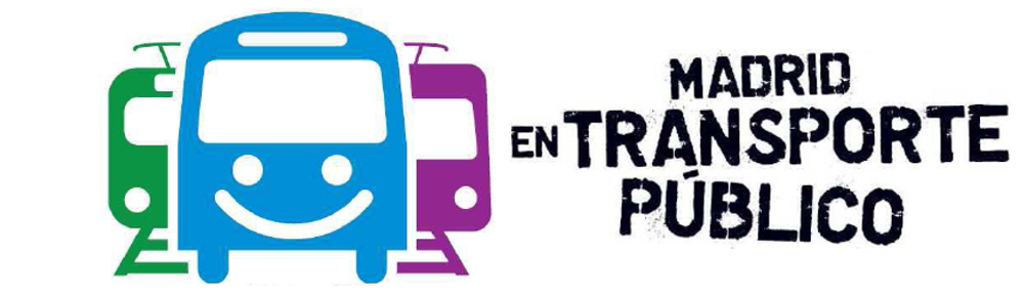 MADRID
EN TRANSPORTE
PÚBLICO